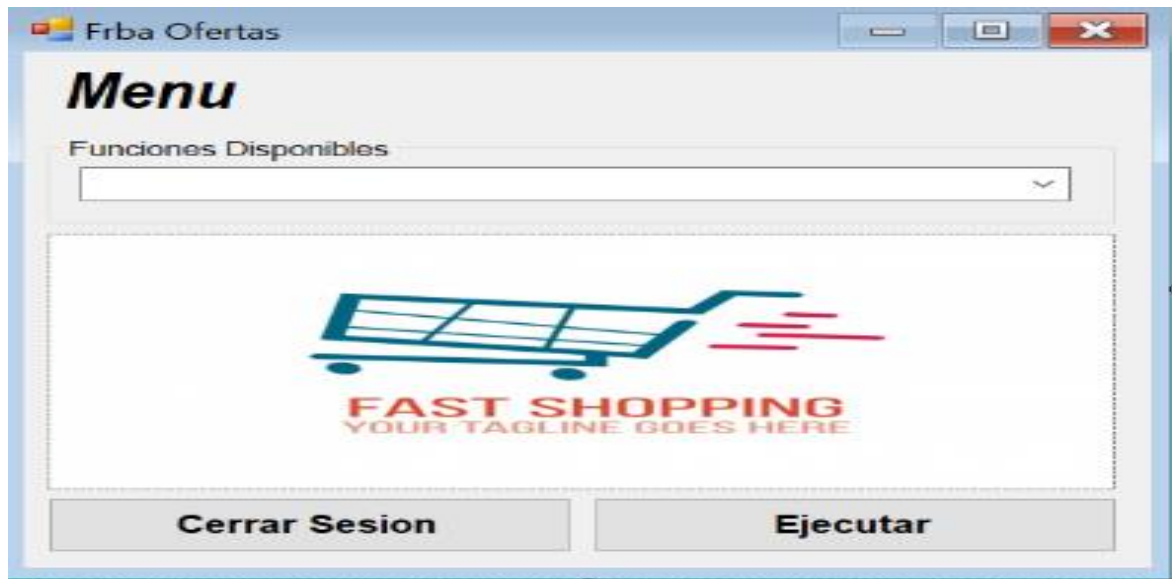 Frba Ofertas
Menu
Funciones Disponibles
FAST SHOPPING
YOUR TAGLINE GOES HERE
Cerrar Sesion
Ejecutar